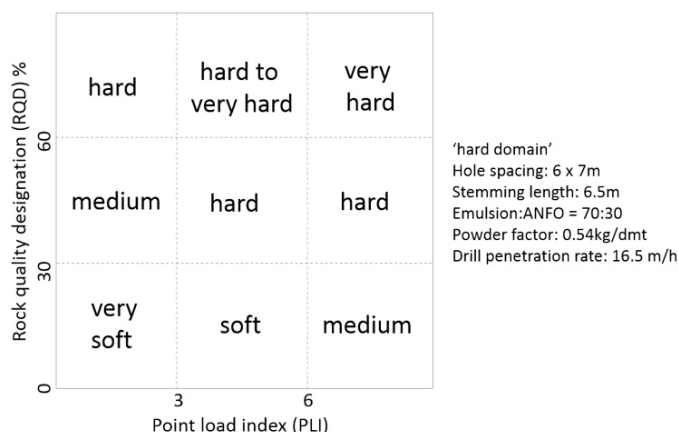 Rock quality designation (RQD) %
60
30
0
hard
hard to
very hard
very
hard
medium
hard
hard
very
soft
soft
medium
3
6
Point load index (PLI)
‘hard domain’
Hole spacing: 6 x 7m
Stemming length: 6.5m
Emulsion:ANFO = 70:30
Powder factor: 0.54kg/dmt
Drill penetration rate: 16.5 m/h